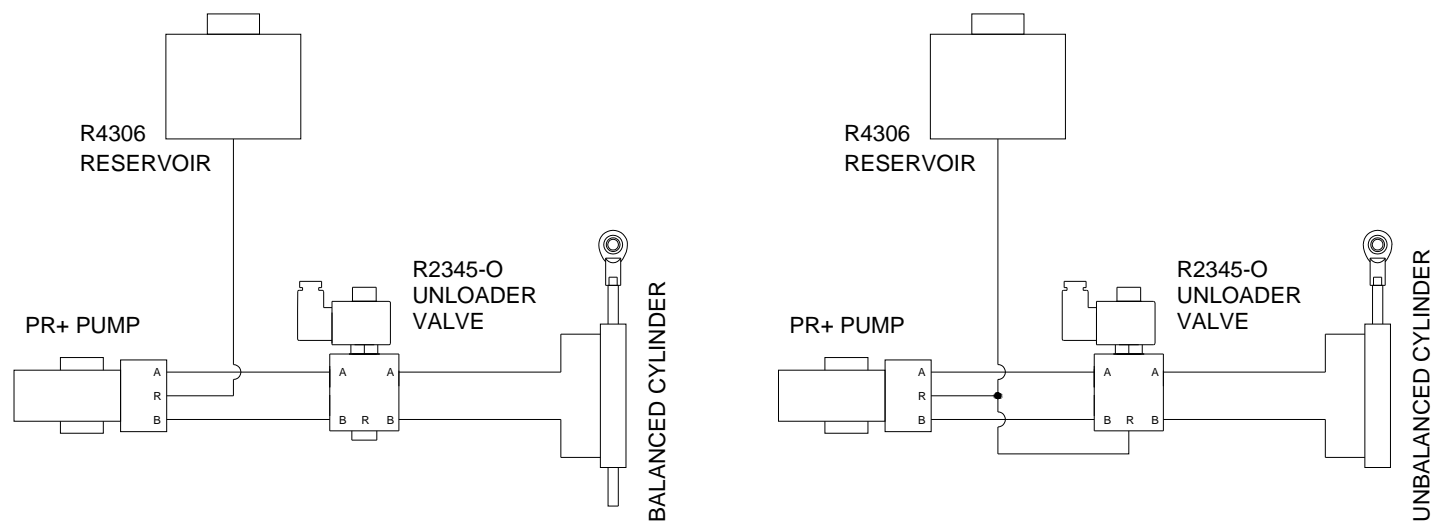 R4306
RESERVOIR
R2345-O
UNLOADER
VALVE
PR+ PUMP
A
R
B
A A
B R B
BALANCED CYLINDER
R4306
RESERVOIR
R2345-O
UNLOADER
VALVE
PR+ PUMP
A
R
B
A A
B R B
UNBALANCED CYLINDER